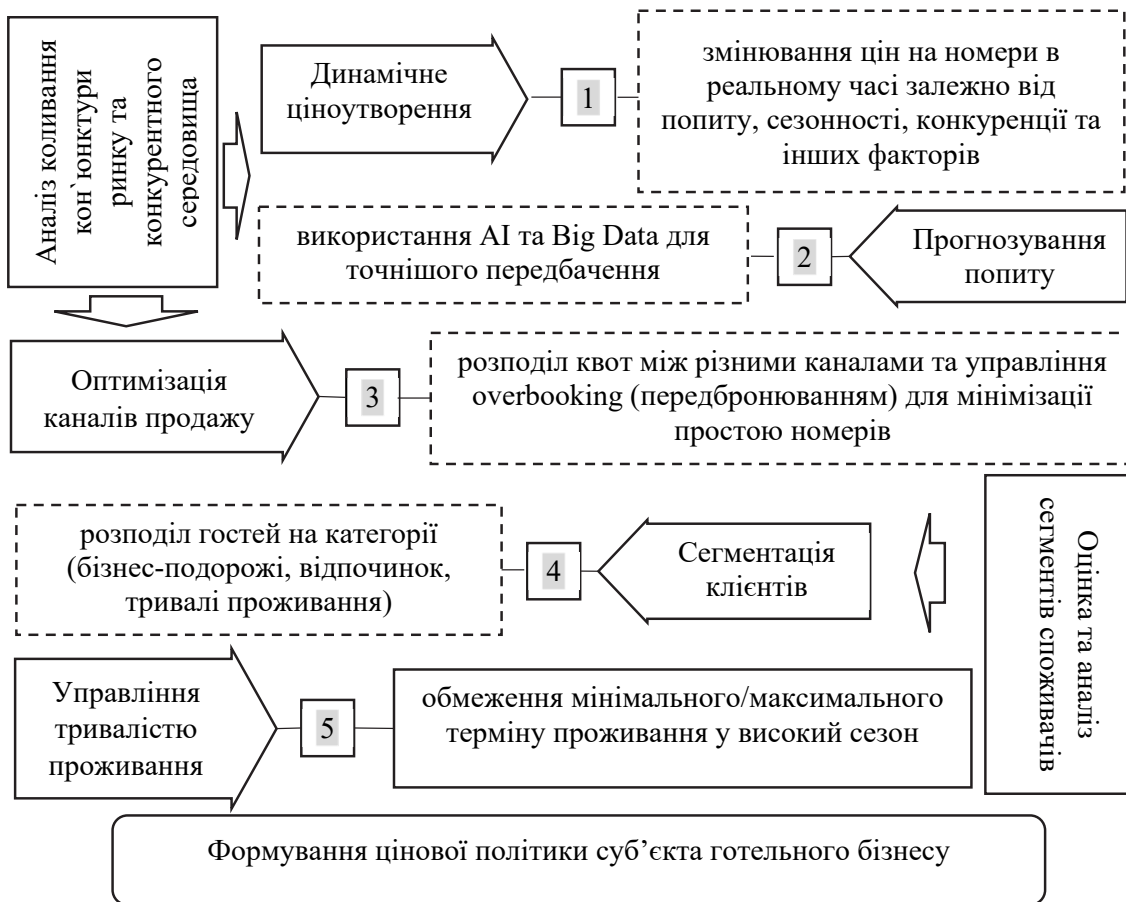 Аналіз коливання
кон`юнктури
ринку та
конкурентного
середовища
Динамічне
ціноутворення
1
змінювання цін на номери в
реальному часі залежно від
попиту, сезонності, конкуренції та
інших факторів
використання AI та Big Data для
точнішого передбачення
2
Прогнозування
попиту
Оптимізація
каналів продажу
3
розподіл квот між різними каналами та управління
overbooking (передбронюванням) для мінімізації
простою номерів
розподіл гостей на категорії
(бізнес-подорожі, відпочинок,
тривалі проживання)
4
Сегментація
клієнтів
Оцінка та аналіз
сегментів споживачів
Управління
тривалістю
проживання
5
обмеження мінімального/максимального
терміну проживання у високий сезон
Формування цінової політики суб’єкта готельного бізнесу